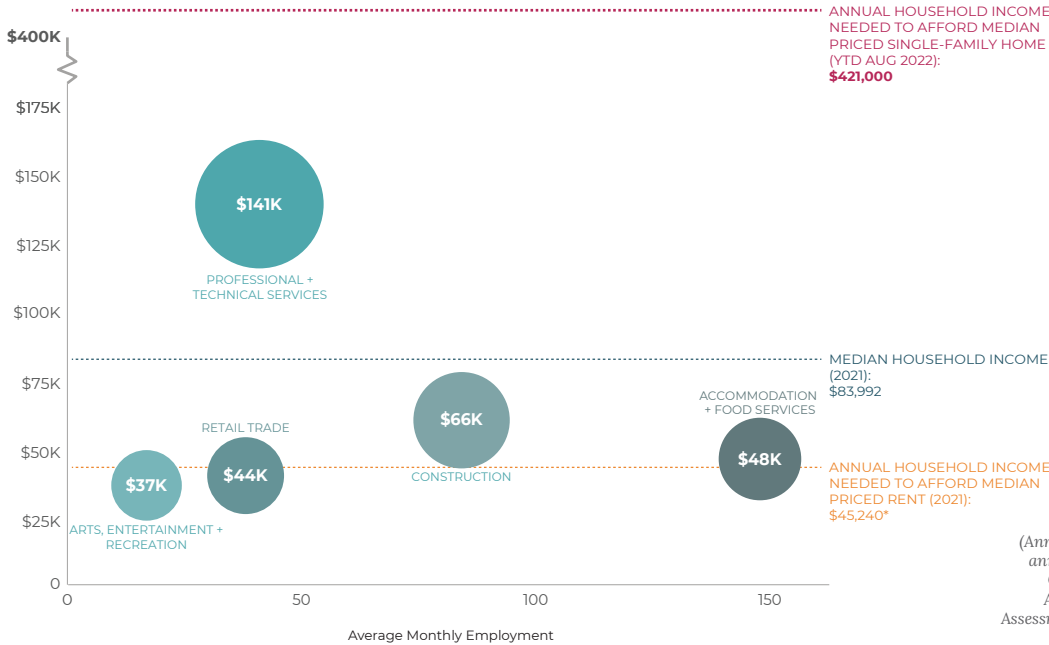 ANNUAL HOUSEHOLD INCOME
NEEDED TO AFFORD MEDIAN
PRICED SINGLE-FAMILY HOME
(YTD AUG 2022):
$421,000
$400K
$175K
$150K
$125K
$100K
$75K
$50K
$25K
0
$141K
PROFESSIONAL +
TECHNICAL SERVICES
MEDIAN HOUSEHOLD INCOME
(2021):
$83,992
ACCOMMODATION
+ FOOD SERVICES
$48K
$66K
CONSTRUCTION
RETAIL TRADE
$44K
$37K
ARTS, ENTERTAINMENT +
RECREATION
ANNUAL HOUSEHOLD INCOME
NEEDED TO AFFORD MEDIAN
PRICED RENT (2021):
$45,240*
0
50
100
150
Average Monthly Employment